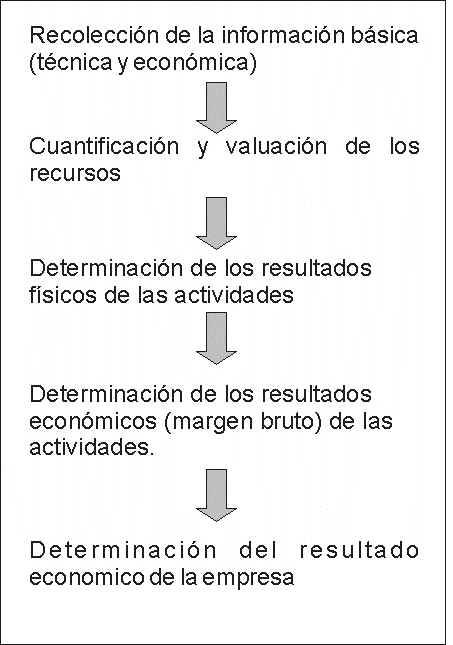 Recolección de la información básica
(técnica y económica)
Cuantificación y valuación de los
recursos
Determinación de los resultados
físicos de las actividades
Determinación de los resultados
económicos (margen bruto) de las
actividades.
Determinación del resultado
economico de la empresa